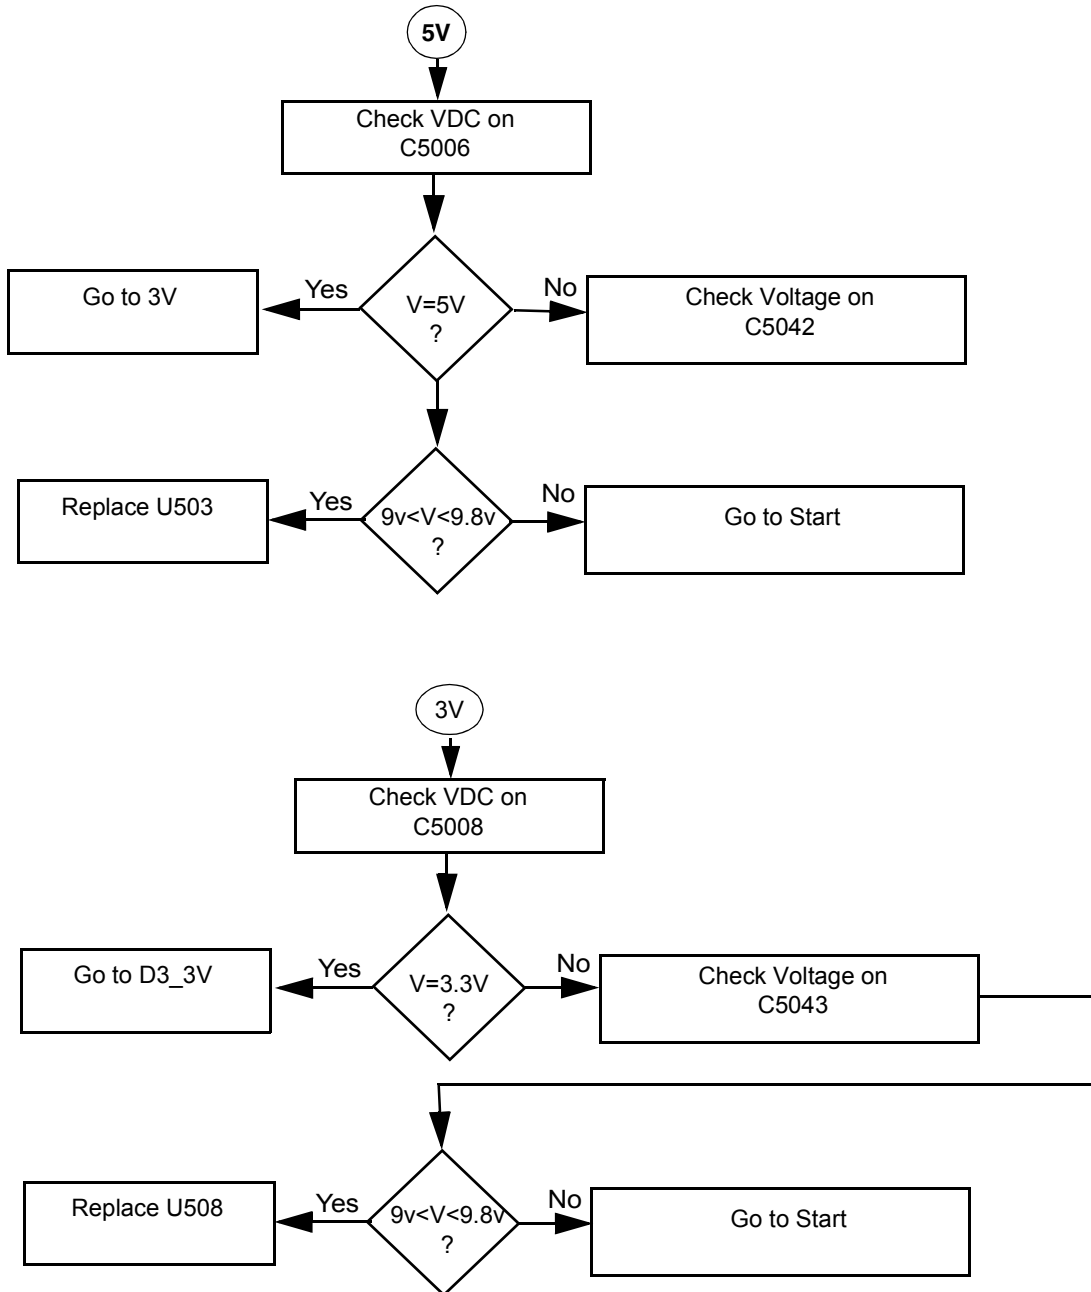 5V
Check VDC on
C5006
Go to 3V
Yes
V=5V
?
No
Check Voltage on
C5042
Replace U503
Yes
9v<V<9.8v
?
No
Go to Start
3V
Check VDC on
C5008
Go to D3_3V
Yes
V=3.3V
?
No
Check Voltage on
C5043
Replace U508
Yes
9v<V<9.8v
?
No
Go to Start